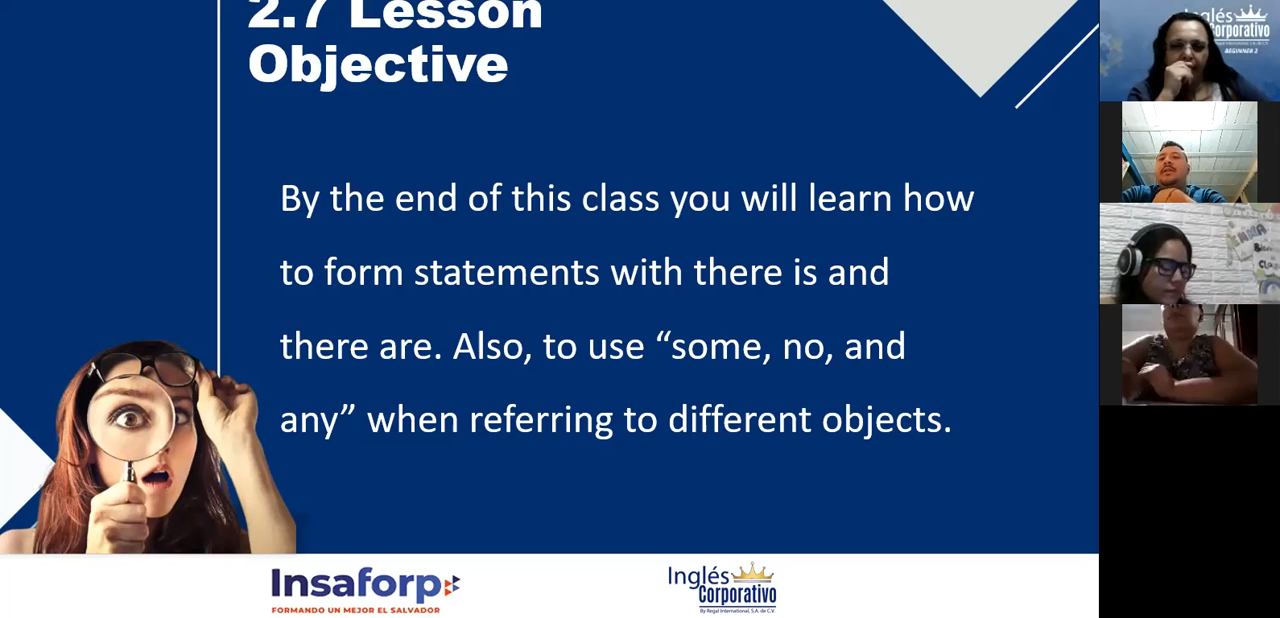 2.7 Lesson
Objective
By the end of this class you will learn how
to form statements with there is and
there are. Also, to use “some, no, and
any” when referring to different objects.
Insaforp
FORMANDO UN MEJOR EL SALVADOR
Inglés
Corporativo
By Regal International, S.A. de C.V.
Inglés
Corporativo
BEGINNER 2